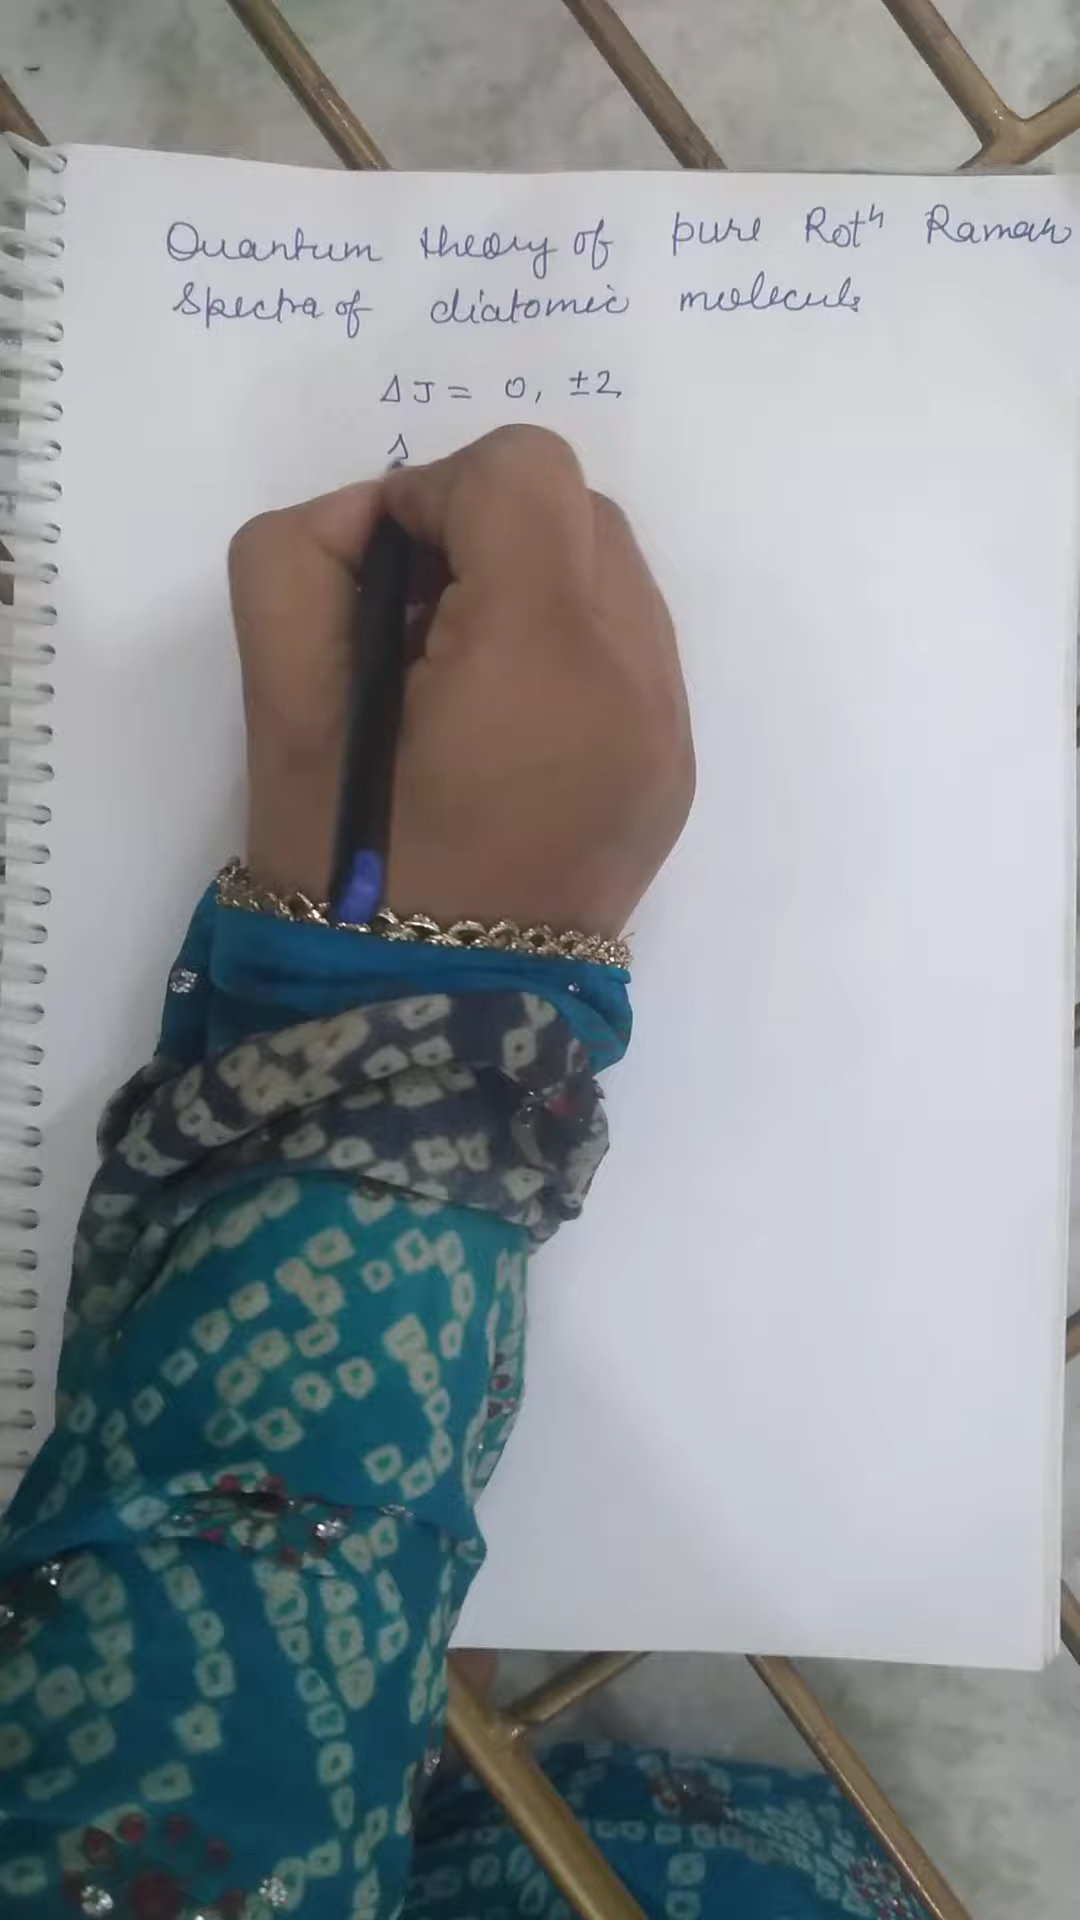 Quantum theory of pure Rotⁿ Raman
Spectra of diatomic molecule
ΔJ = 0, ±2
Δ